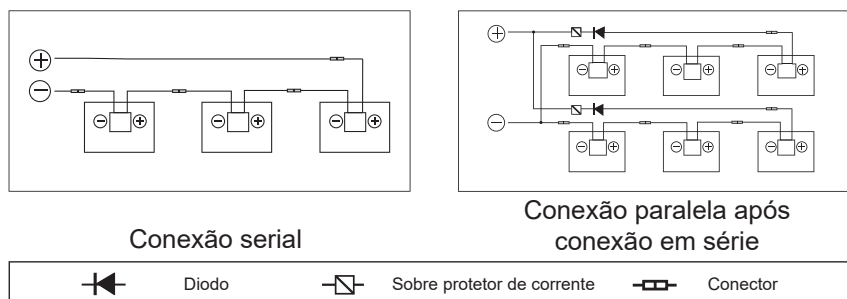 Conexão serial
Conexão paralela após
conexão em série
Diodo
Sobre protetor de corrente
Conector